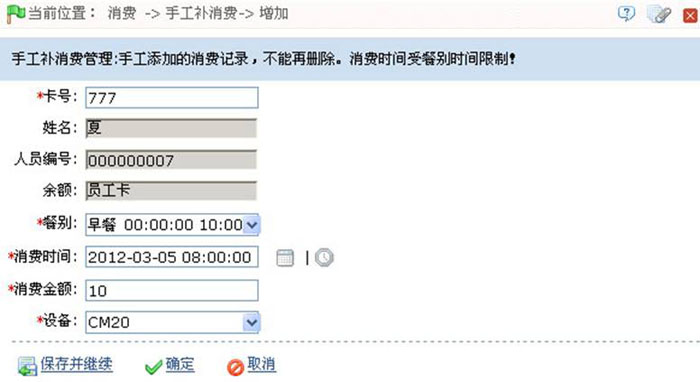 当前位置： 消费 -> 手工补消费-> 增加
手工补消费管理:手工添加的消费记录，不能再删除。消费时间受餐别时间限制!
*卡号: 777
姓名: 夏
人员编号: 000000007
余额: 员工卡
*餐别: 早餐 00:00:00 10:00
*消费时间: 2012-03-05 08:00:00 |
*消费金额: 10
*设备: CM20
保存并继续 确定 取消